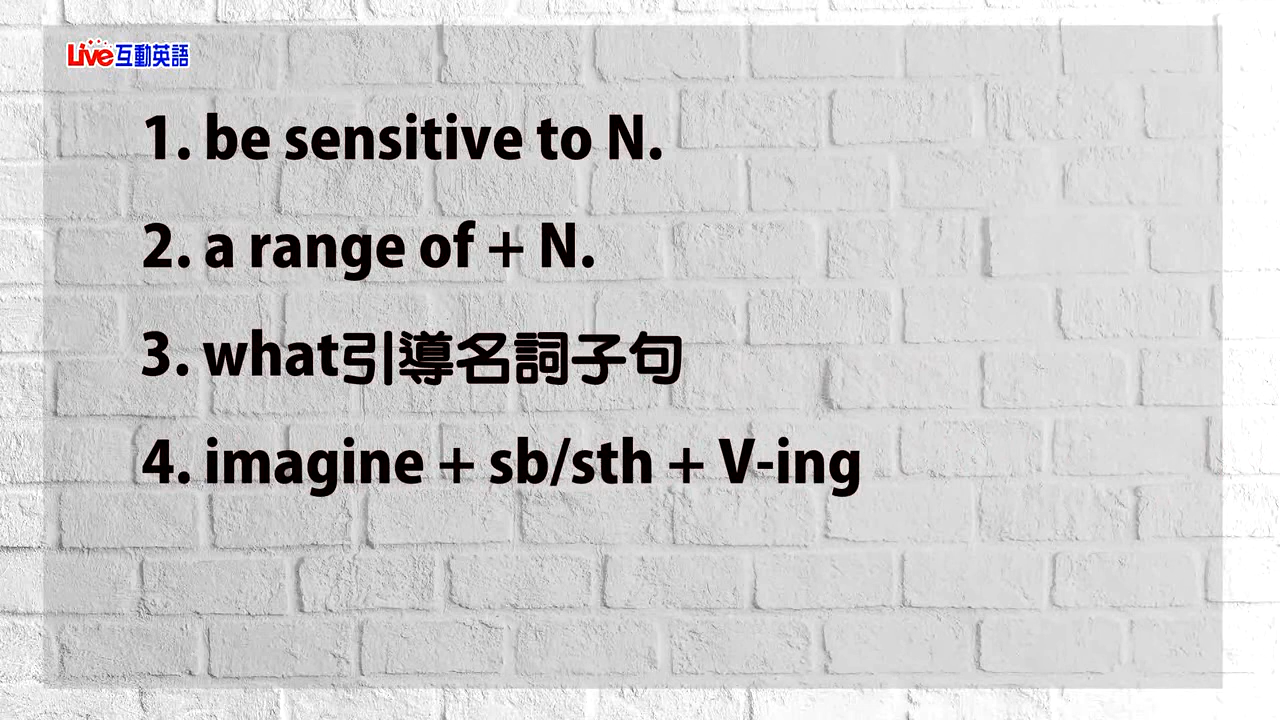 Live互動英語
1. be sensitive to N.
2. a range of + N.
3. what引導名詞子句
4. imagine + sb/sth + V-ing